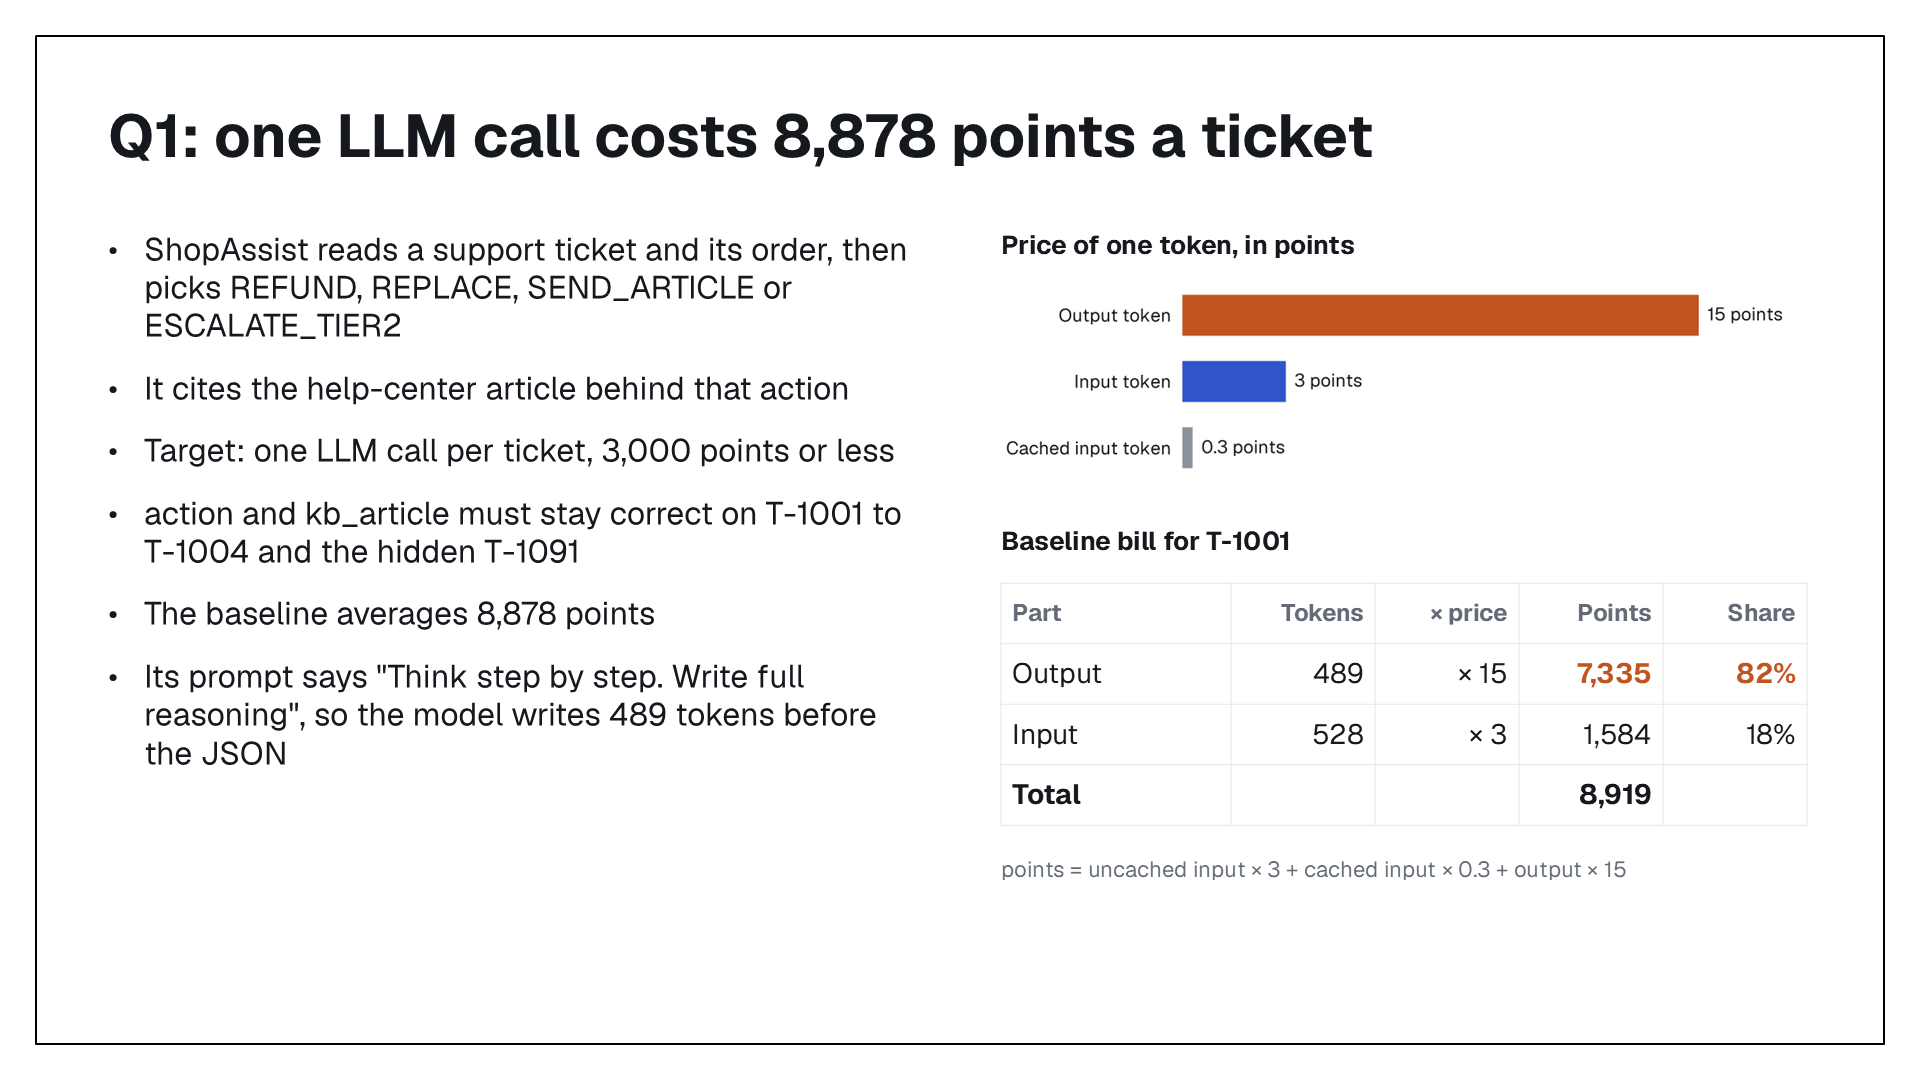 Q1: one LLM call costs 8,878 points a ticket
• ShopAssist reads a support ticket and its order, then
picks REFUND, REPLACE, SEND_ARTICLE or
ESCALATE_TIER2
• It cites the help-center article behind that action
• Target: one LLM call per ticket, 3,000 points or less
• action and kb_article must stay correct on T-1001 to
T-1004 and the hidden T-1091
• The baseline averages 8,878 points
• Its prompt says "Think step by step. Write full
reasoning", so the model writes 489 tokens before
the JSON
Price of one token, in points
Output token 15 points
Input token 3 points
Cached input token 0.3 points
Baseline bill for T-1001
Part Tokens × price Points Share
Output 489 × 15 7,335 82%
Input 528 × 3 1,584 18%
Total 8,919
points = uncached input × 3 + cached input × 0.3 + output × 15